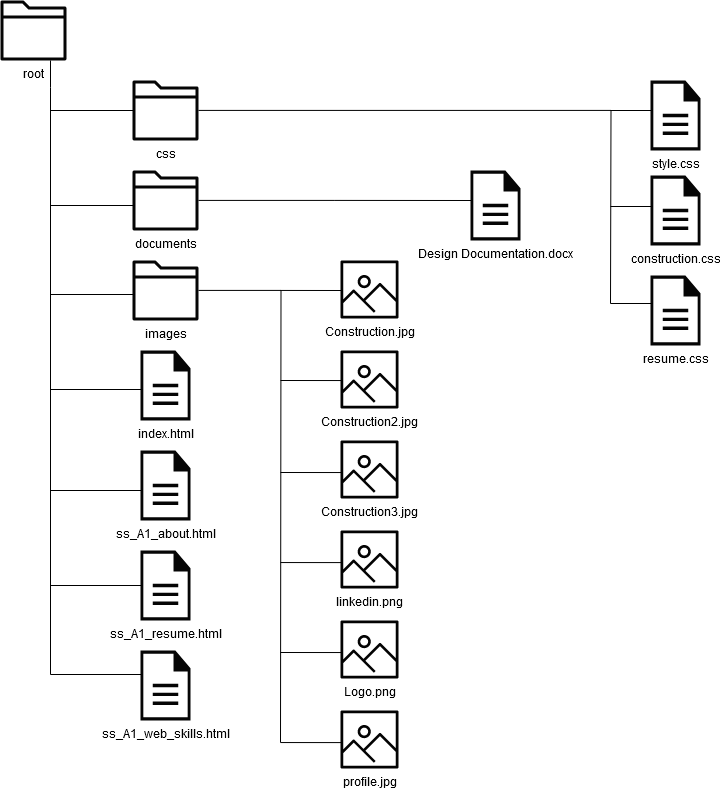 root
css
style.css
construction.css
resume.css
documents
Design Documentation.docx
images
Construction.jpg
Construction2.jpg
Construction3.jpg
linkedin.png
Logo.png
profile.jpg
index.html
ss_A1_about.html
ss_A1_resume.html
ss_A1_web_skills.html